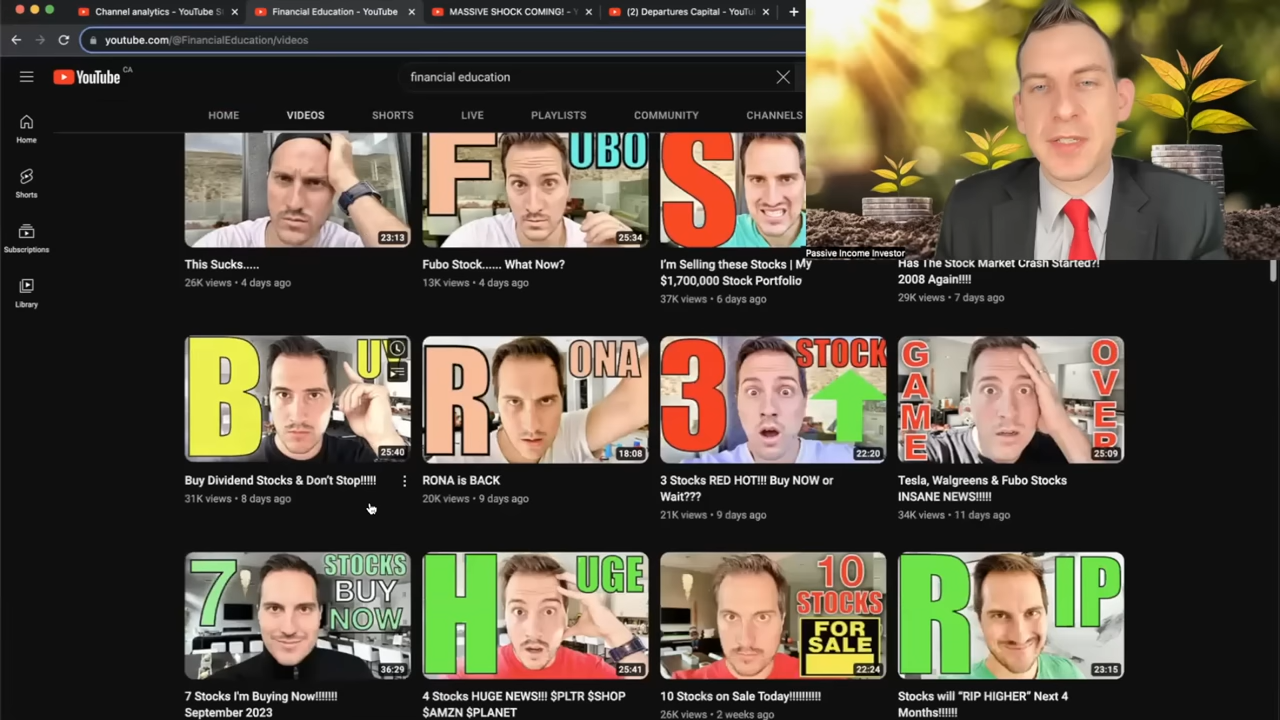 Channel analytics - YouTube S
Financial Education - YouTube
MASSIVE SHOCK COMING! - Y
(2) Departures Capital - YouTu
youtube.com/@FinancialEducation/videos
YouTube CA
financial education
HOME
VIDEOS
SHORTS
LIVE
PLAYLISTS
COMMUNITY
CHANNELS
Home
Shorts
Subscriptions
Library
Passive Income Investor
23:13
This Sucks.....
26K views • 4 days ago
F UBO
25:34
Fubo Stock...... What Now?
13K views • 4 days ago
S
I'm Selling these Stocks | My
$1,700,000 Stock Portfolio
37K views • 6 days ago
Has The Stock Market Crash Started?!
2008 Again!!!!
29K views • 7 days ago
B U
25:40
Buy Dividend Stocks & Don't Stop!!!!!
31K views • 8 days ago
R ONA
18:08
RONA is BACK
20K views • 9 days ago
3 STOCK
22:20
3 Stocks RED HOT!!! Buy NOW or
Wait???
21K views • 9 days ago
GAME OVER
25:09
Tesla, Walgreens & Fubo Stocks
INSANE NEWS!!!!!
34K views • 11 days ago
7 STOCKS
BUY
NOW
36:29
7 Stocks I'm Buying Now!!!!!!!
September 2023
H UGE
25:41
4 Stocks HUGE NEWS!!! $PLTR $SHOP
$AMZN $PLANET
10
STOCKS
FOR
SALE
22:24
10 Stocks on Sale Today!!!!!!!!!!
26K views • 2 weeks ago
R IP
23:15
Stocks will "RIP HIGHER" Next 4
Months!!!!!!